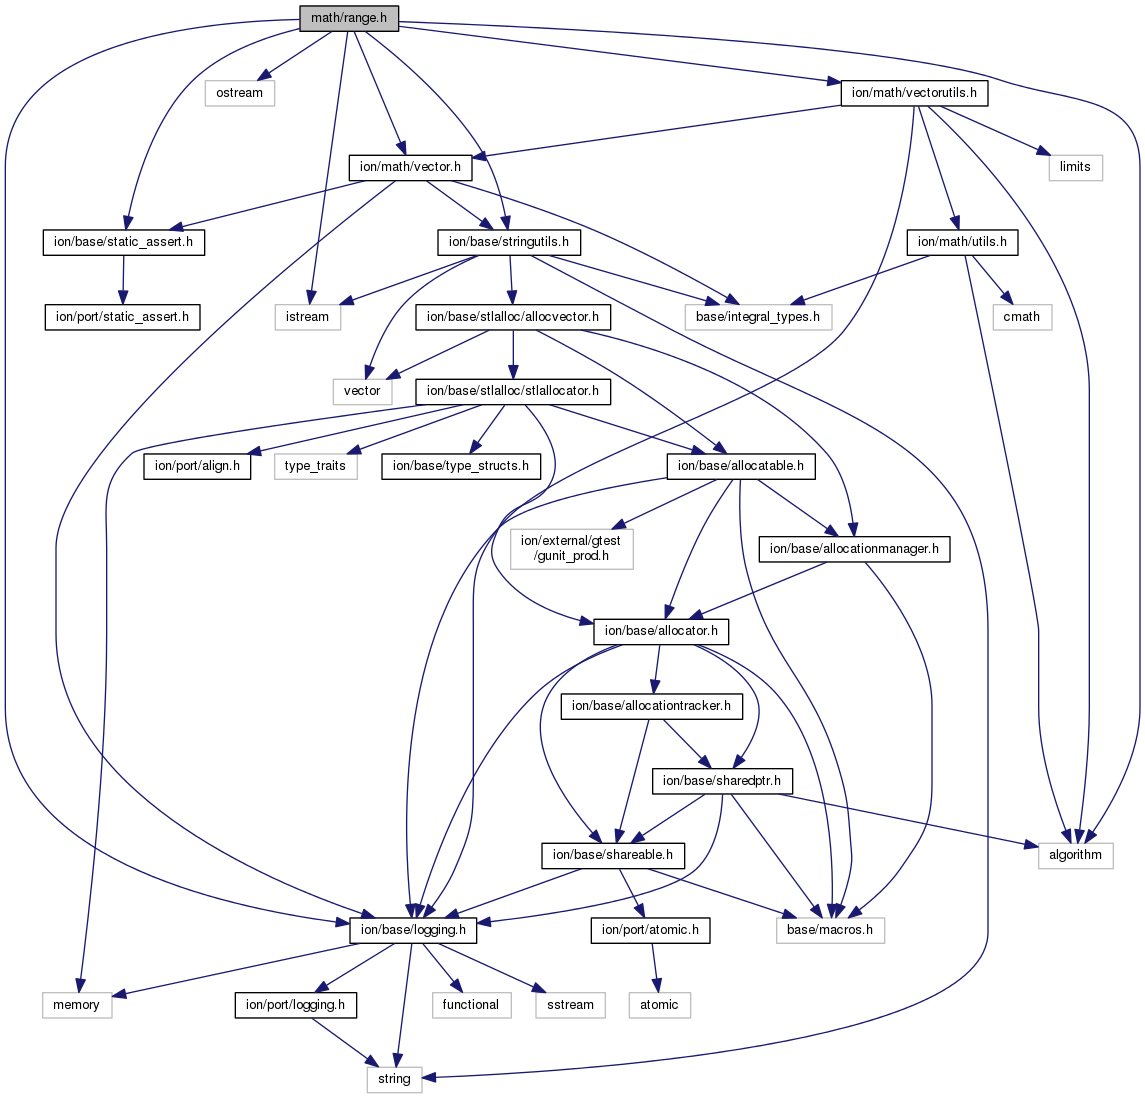 math/range.h
ostream
ion/math/vectorutils.h
ion/math/vector.h
limits
ion/base/static_assert.h
ion/base/stringutils.h
ion/math/utils.h
ion/port/static_assert.h
istream
ion/base/stlalloc/allocvector.h
base/integral_types.h
cmath
vector
ion/base/stlalloc/stlallocator.h
ion/port/align.h
type_traits
ion/base/type_structs.h
ion/base/allocatable.h
ion/external/gtest
/gunit_prod.h
ion/base/allocationmanager.h
ion/base/allocator.h
ion/base/allocationtracker.h
ion/base/sharedptr.h
ion/base/shareable.h
algorithm
ion/base/logging.h
ion/port/atomic.h
base/macros.h
memory
ion/port/logging.h
functional
sstream
atomic
string